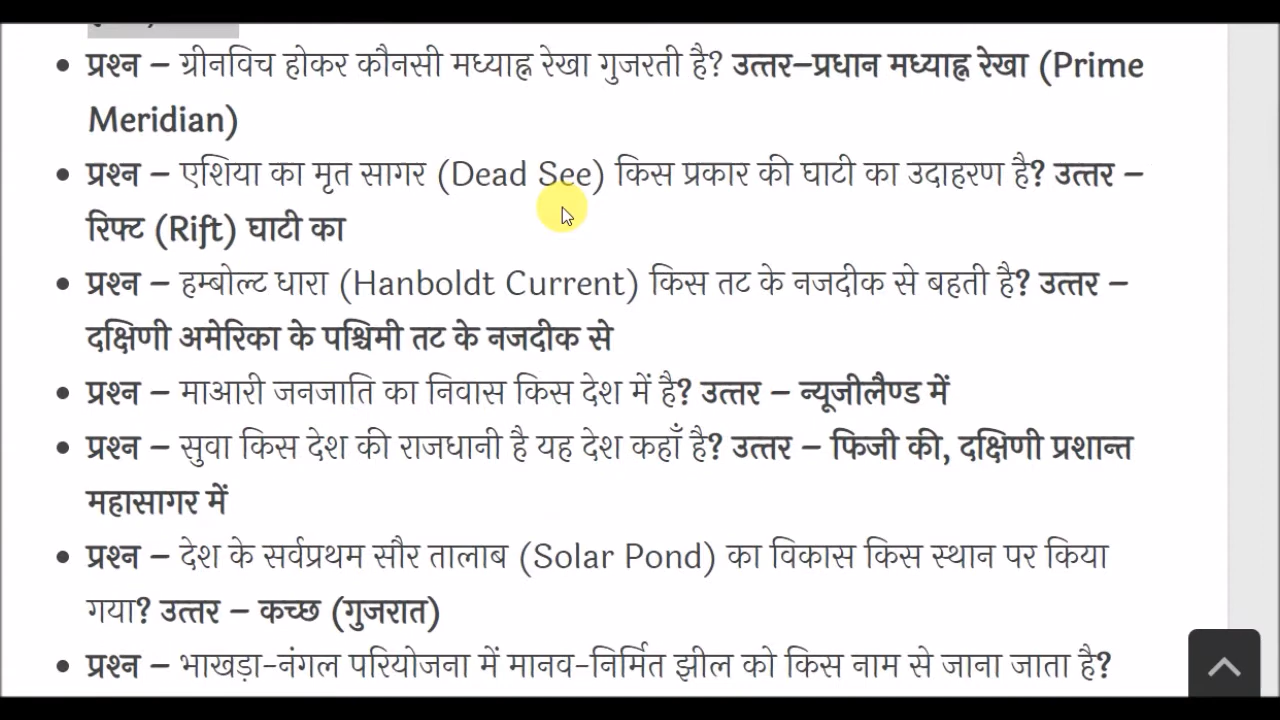 प्रश्न – ग्रीनविच होकर कौनसी मध्याह्न रेखा गुजरती है? उत्तर–प्रधान मध्याह्न रेखा (Prime
Meridian)
प्रश्न – एशिया का मृत सागर (Dead See) किस प्रकार की घाटी का उदाहरण है? उत्तर –
रिफ्ट (Rift) घाटी का
प्रश्न – हम्बोल्ट धारा (Hanboldt Current) किस तट के नजदीक से बहती है? उत्तर –
दक्षिणी अमेरिका के पश्चिमी तट के नजदीक से
प्रश्न – माआरी जनजाति का निवास किस देश में है? उत्तर – न्यूजीलैण्ड में
प्रश्न – सुवा किस देश की राजधानी है यह देश कहाँ है? उत्तर – फिजी की, दक्षिणी प्रशान्त
महासागर में
प्रश्न – देश के सर्वप्रथम सौर तालाब (Solar Pond) का विकास किस स्थान पर किया
गया? उत्तर – कच्छ (गुजरात)
प्रश्न – भाखड़ा-नंगल परियोजना में मानव-निर्मित झील को किस नाम से जाना जाता है?